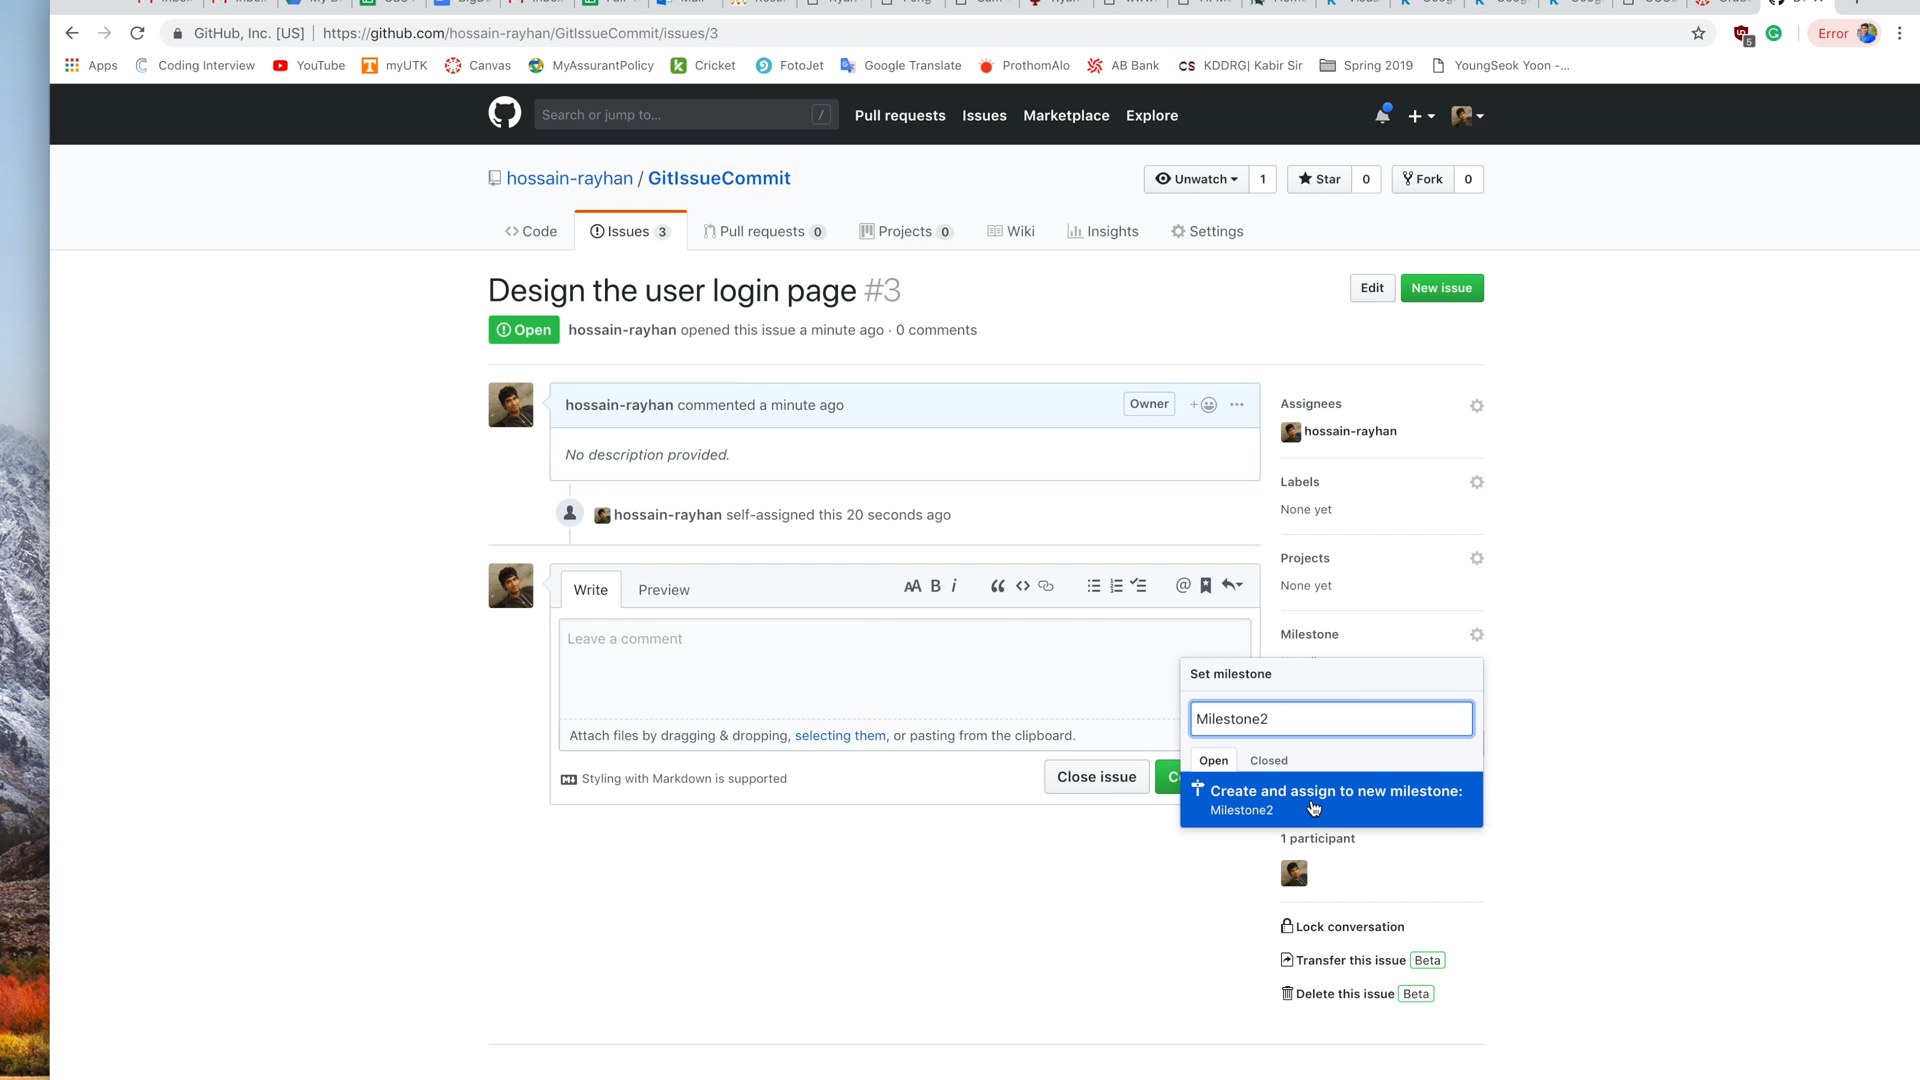 GitHub, Inc. [US] | https://github.com/hossain-rayhan/GitIssueCommit/issues/3
5
Error
Apps Coding Interview YouTube myUTK Canvas MyAssurantPolicy Cricket FotoJet Google Translate ProthomAlo AB Bank CS KDDRG| Kabir Sir Spring 2019 YoungSeok Yoon -...
Search or jump to... / Pull requests Issues Marketplace Explore
hossain-rayhan / GitIssueCommit
Unwatch 1 Star 0 Fork 0
Code Issues 3 Pull requests 0 Projects 0 Wiki Insights Settings
Design the user login page #3
Edit New issue
Open hossain-rayhan opened this issue a minute ago · 0 comments
hossain-rayhan commented a minute ago Owner
No description provided.
hossain-rayhan self-assigned this 20 seconds ago
Write Preview
Leave a comment
Attach files by dragging & dropping, selecting them, or pasting from the clipboard.
Styling with Markdown is supported
Close issue
Assignees
hossain-rayhan
Labels
None yet
Projects
None yet
Milestone
Set milestone
Milestone2
Open Closed
Create and assign to new milestone:
Milestone2
1 participant
Lock conversation
Transfer this issue Beta
Delete this issue Beta